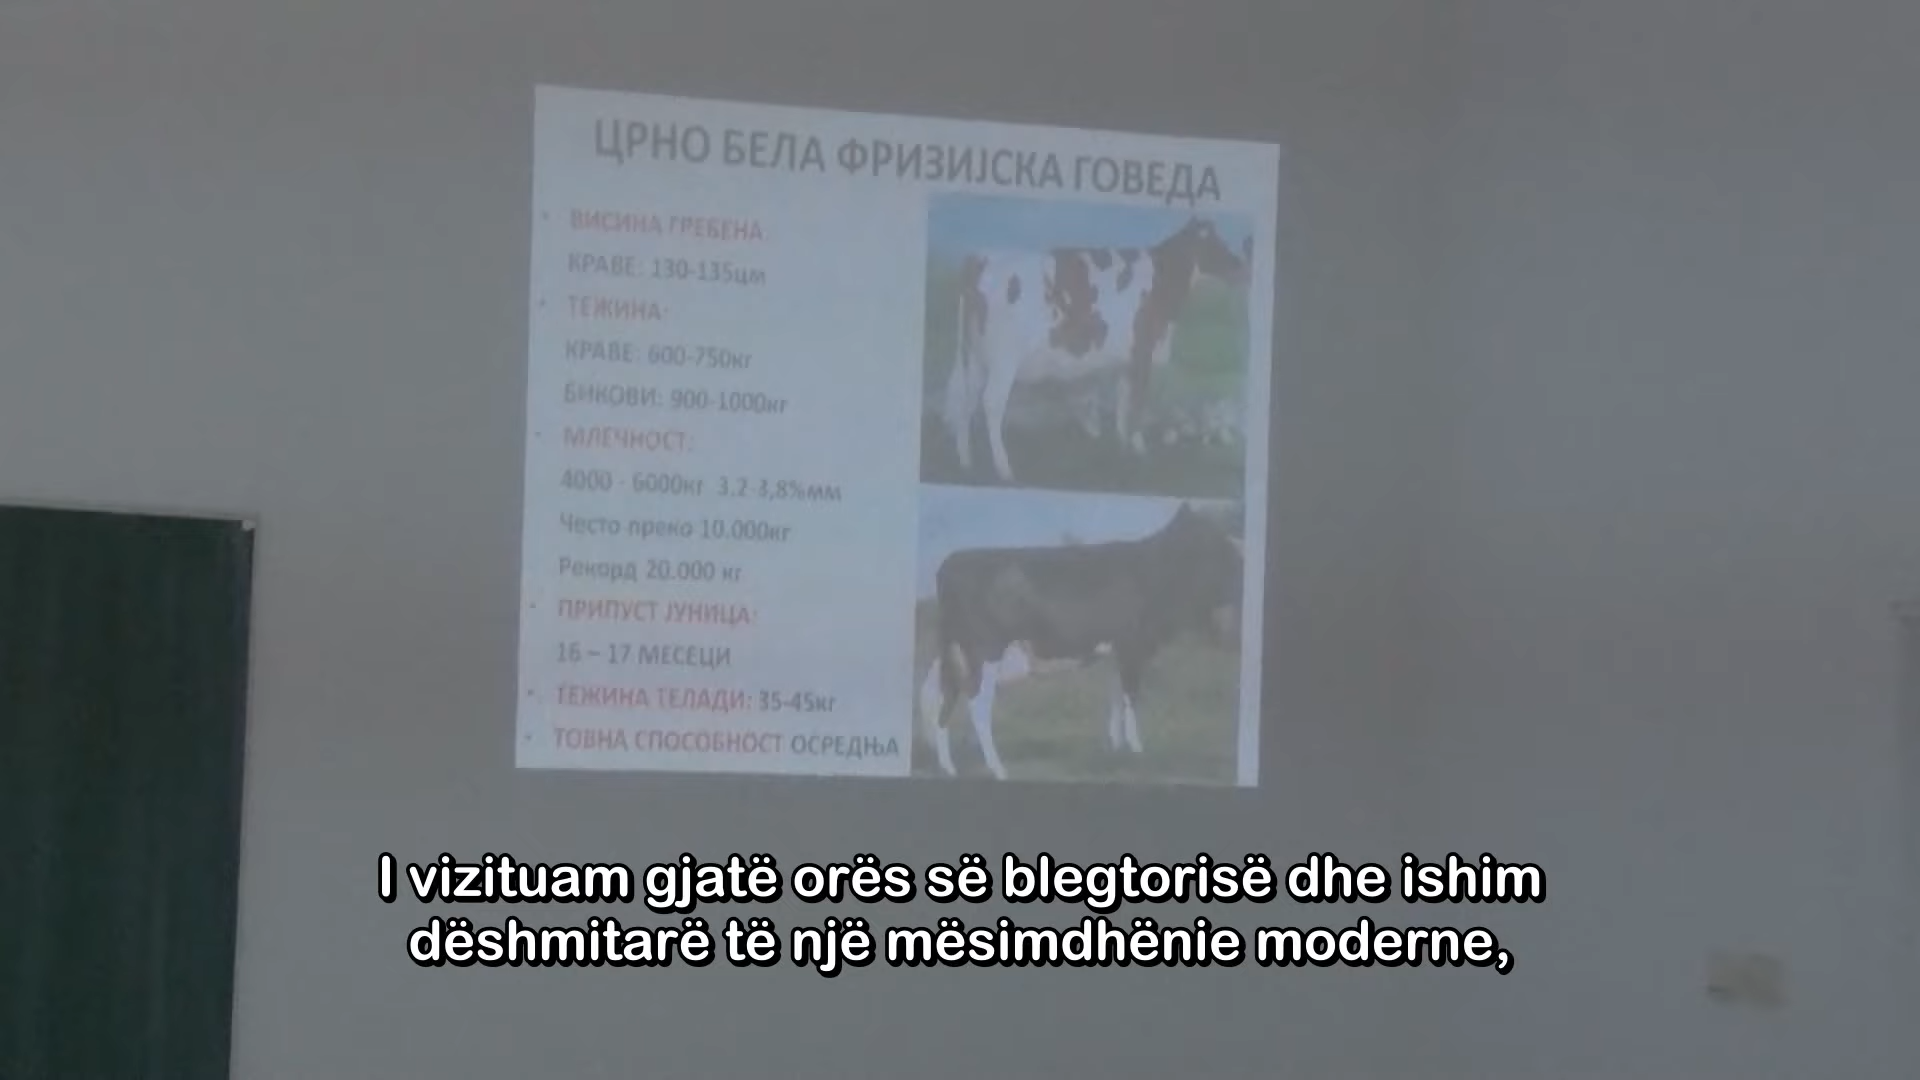 ЦРНО БЕЛА ФРИЗИЈСКА ГОВЕДА
• ВИСИНА ГРЕБЕНА:
КРАВЕ: 130-135цм
• ТЕЖИНА:
КРАВЕ: 600-750кг
БИКОВИ: 900-1000кг
• МЛЕЧНОСТ:
4000 - 6000кг 3,2-3,8%мм
Често преко 10.000кг
Рекорд 20.000 кг
• ПРИПУСТ ЈУНИЦА:
16 – 17 МЕСЕЦИ
• ТЕЖИНА ТЕЛАДИ: 35-45кг
• ТОВНА СПОСОБНОСТ ОСРЕДЊА
I vizituam gjatë orës së blegtorisë dhe ishim
dëshmitarë të një mësimdhënie moderne,